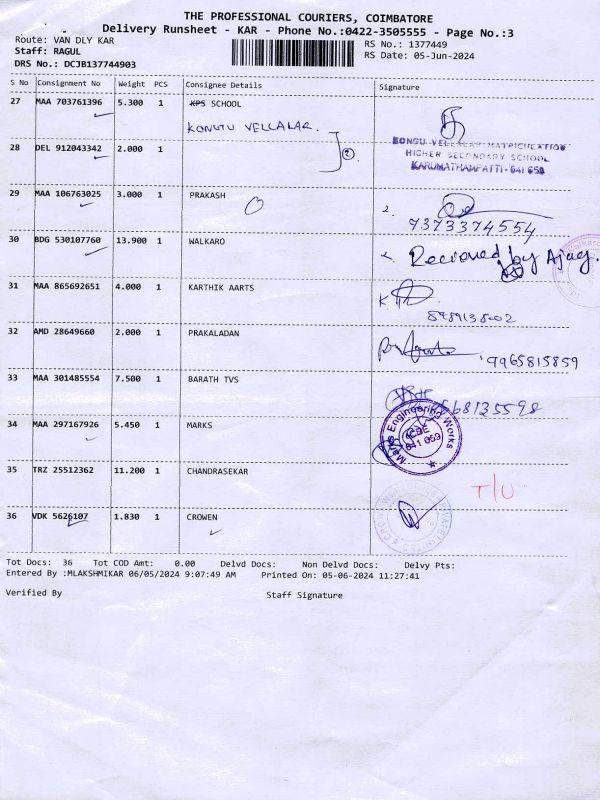 THE PROFESSIONAL COURIERS, COIMBATORE
Delivery Runsheet - KAR - Phone No.:0422-3505555 - Page No.:3
Route: VAN DLY KAR
Staff: RAGUL
RS No.: 1377449
RS Date: 05-Jun-2024
DRS No.: DCJB137744903
S No Consignment No Weight PCS Consignee Details Signature
27 MAA 703761396 5.300 1 KPS SCHOOL
KONGU VELLALAR.
KONGU VELLALAR MATRICULATION
HIGHER SECONDARY SCHOOL
KARUMATHAMPATTI - 641 659
28 DEL 912043342 2.000 1
29 MAA 106763025 3.000 1 PRAKASH
7373374554
30 BDG 530107760 13.900 1 WALKARO
Recieved by Ajay.
31 MAA 865692651 4.000 1 KARTHIK AARTS
32 AMD 28649660 2.000 1 PRAKALADAN
9965815859
33 MAA 301485554 7.500 1 BARATH TVS
34 MAA 297167926 5.450 1 MARKS
Marks Engineering Works
CBE
35 TRZ 25512362 11.200 1 CHANDRASEKAR
T/U
36 VDK 5626107 1.830 1 CROWEN
Tot Docs: 36 Tot COD Amt: 0.00 Delvd Docs: Non Delvd Docs: Delvy Pts:
Entered By :MLAKSHMIKAR 06/05/2024 9:07:49 AM Printed On: 05-06-2024 11:27:41
Verified By Staff Signature